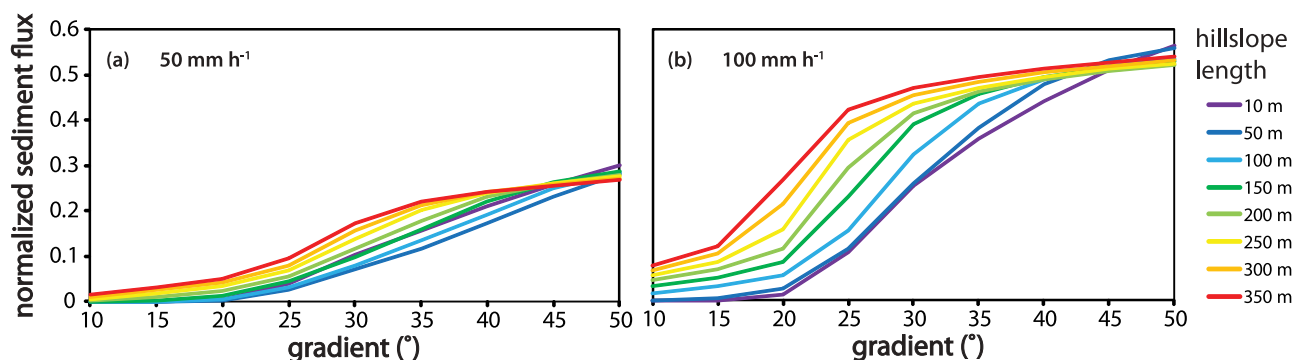 normalized sediment flux
0.6
0.5
0.4
0.3
0.2
0.1
0
(a) 50 mm h⁻¹
10 15 20 25 30 35 40 45 50
gradient (°)
(b) 100 mm h⁻¹
10 15 20 25 30 35 40 45 50
gradient (°)
hillslope
length
10 m
50 m
100 m
150 m
200 m
250 m
300 m
350 m